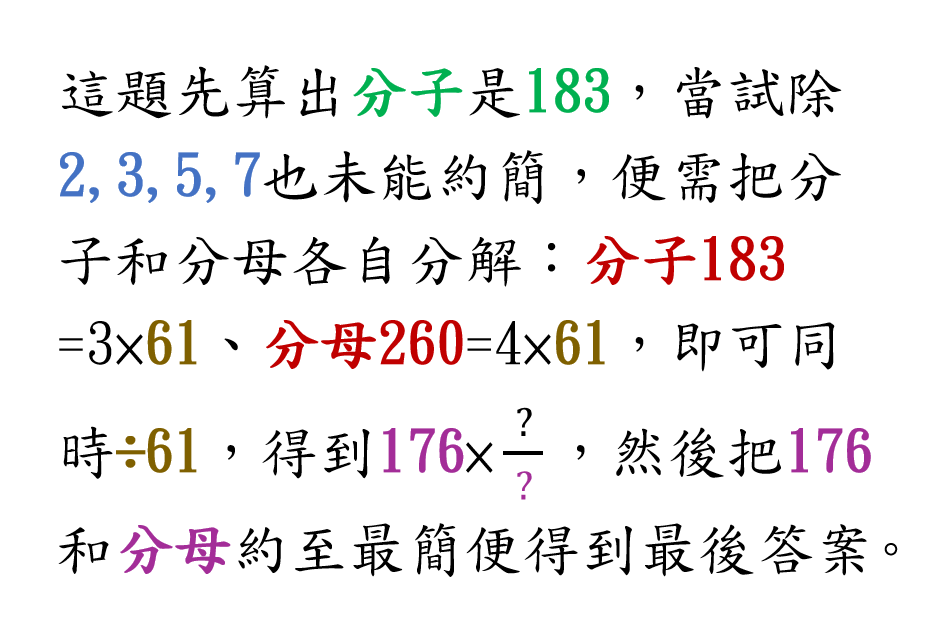 這題先算出分子是183，當試除
2,3,5,7也未能約簡，便需把分
子和分母各自分解：分子183
=3×61、分母260=4×61，即可同
時÷61，得到176×?/?，然後把176
和分母約至最簡便得到最後答案。